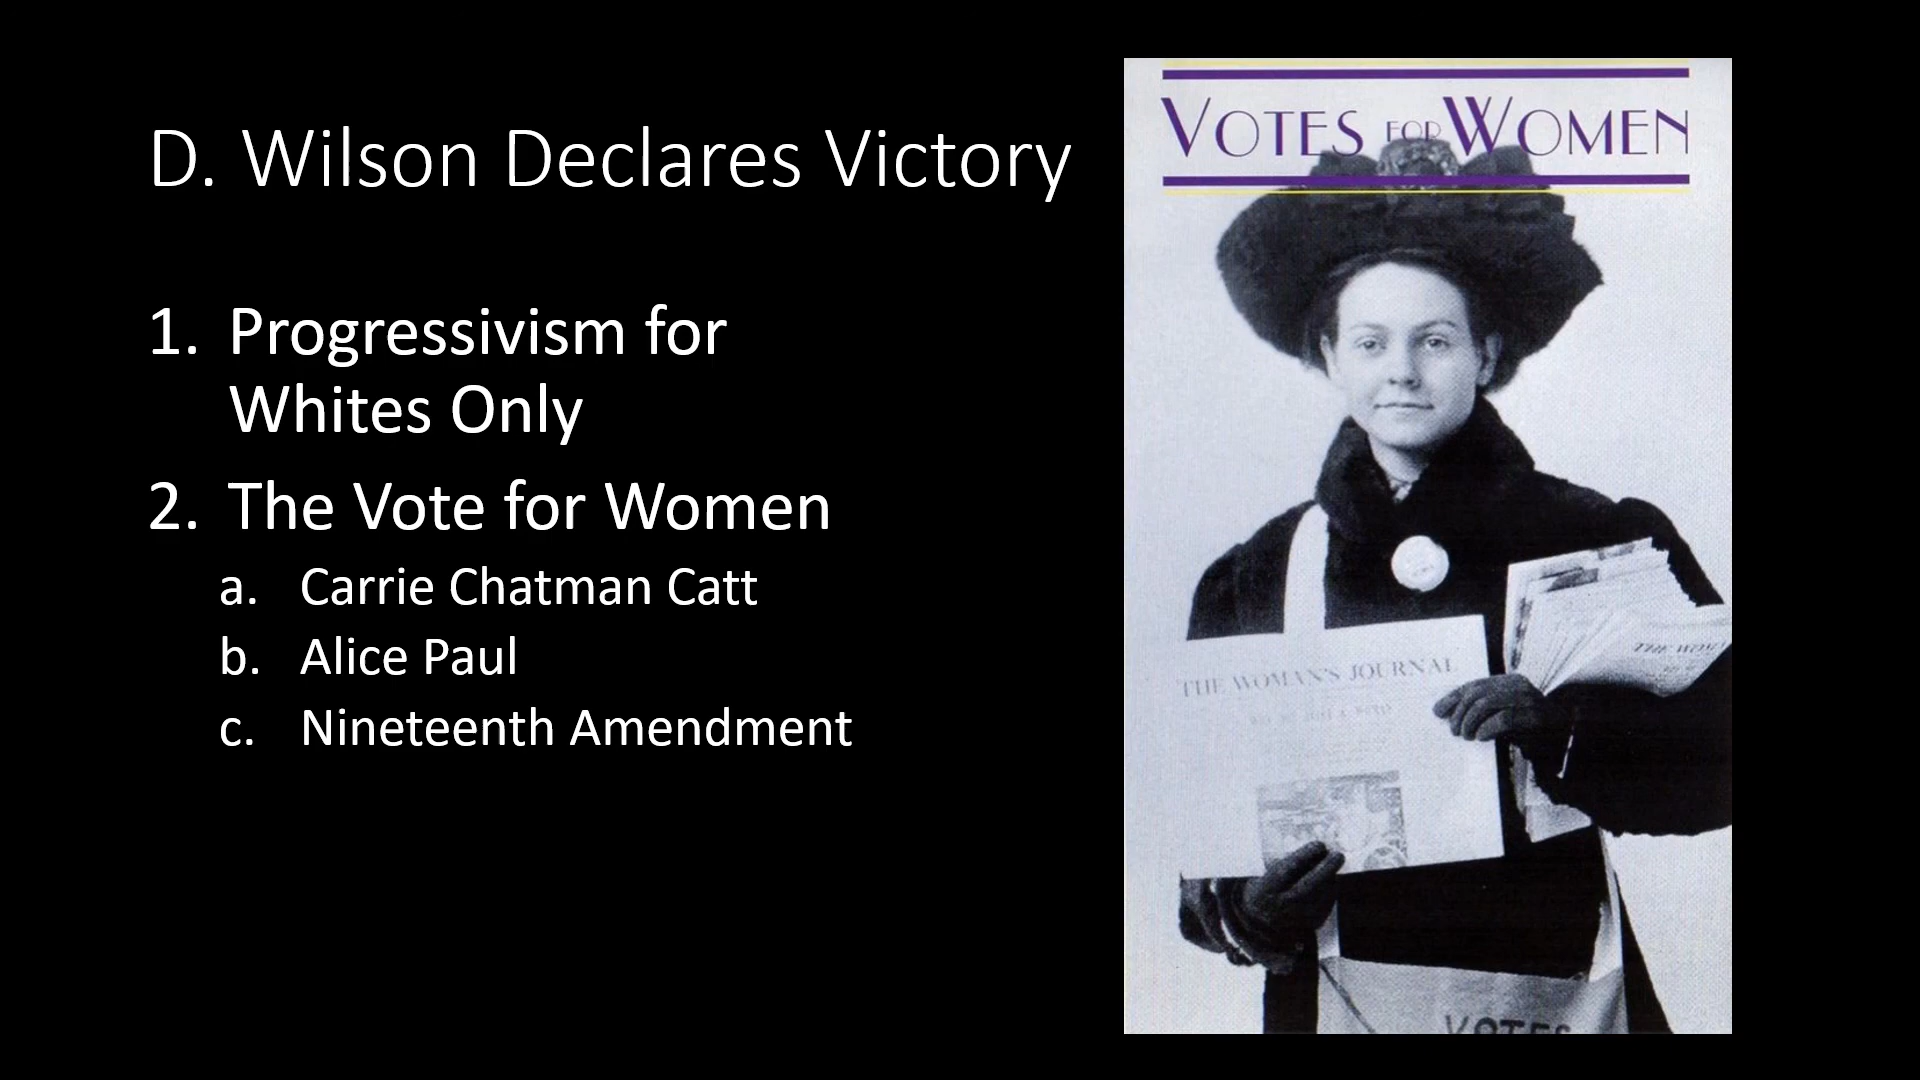 D. Wilson Declares Victory
1. Progressivism for
Whites Only
2. The Vote for Women
a. Carrie Chatman Catt
b. Alice Paul
c. Nineteenth Amendment
VOTES FOR WOMEN
THE WOMAN'S JOURNAL
VOTES